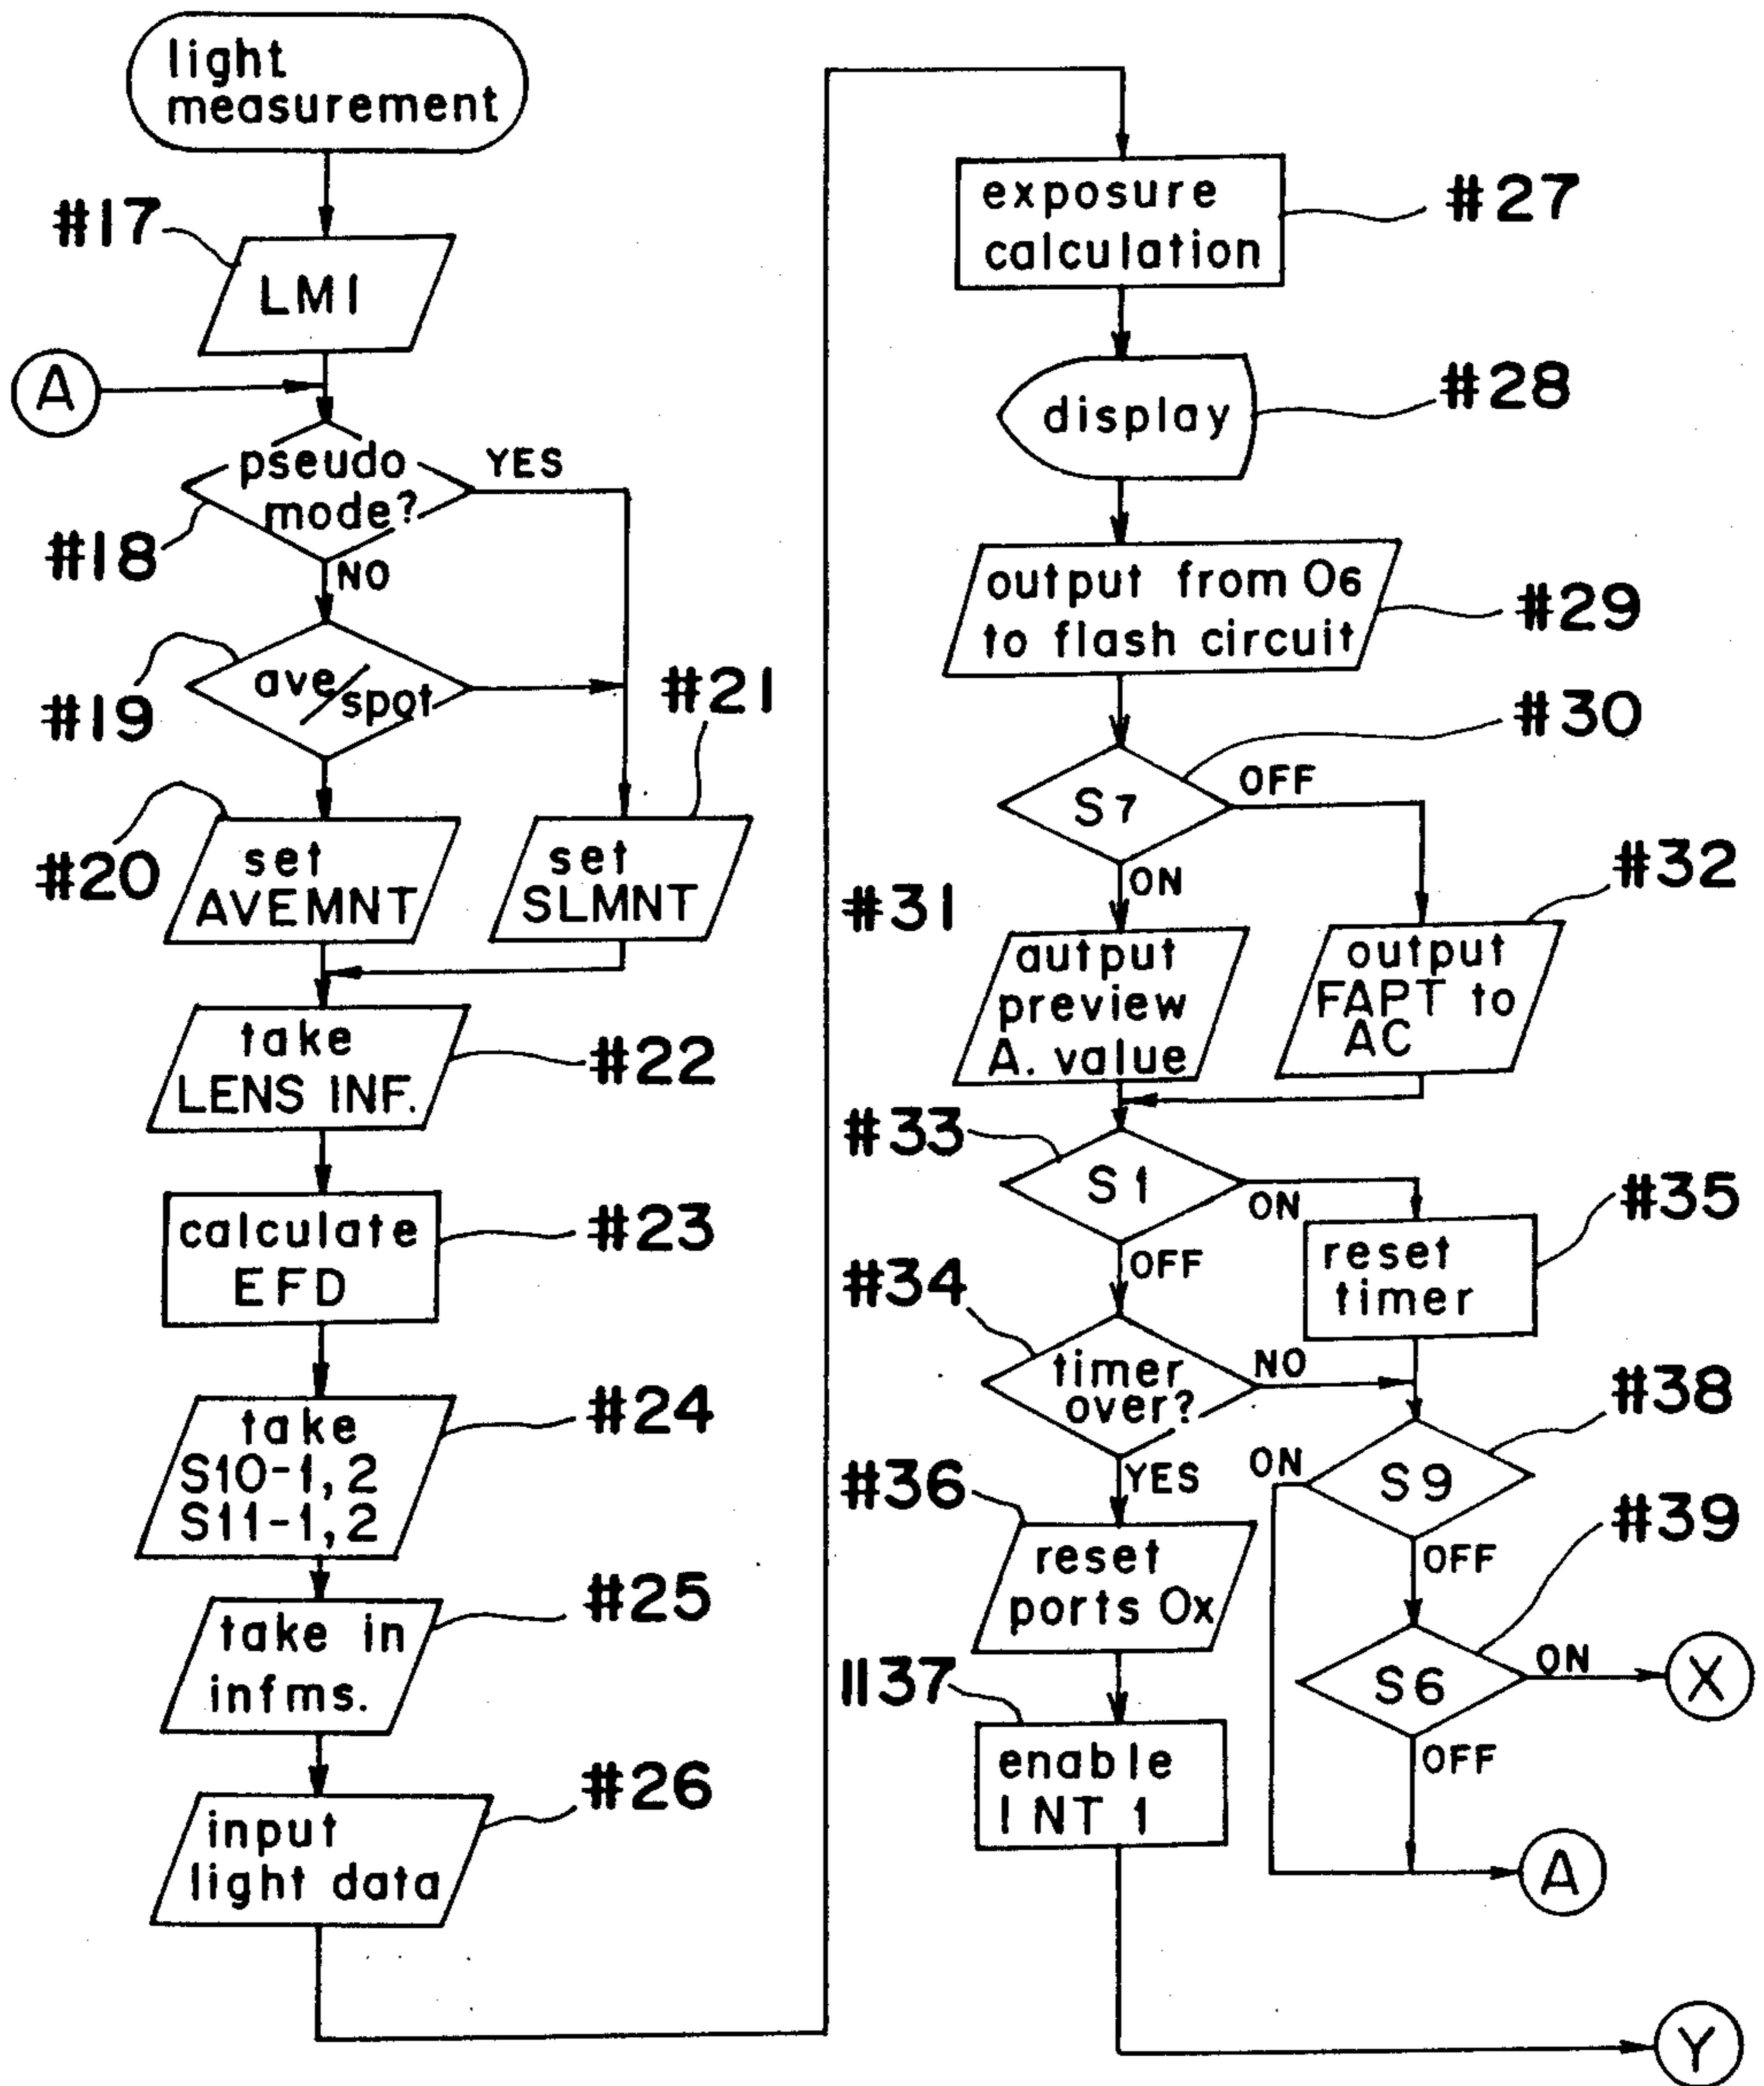 light
measurement
#17
LMI
A
pseudo
mode?
YES
#18
NO
ave/spot
#19
#21
#20
set
AVEMNT
set
SLMNT
take
LENS INF.
#22
calculate
EFD
#23
take
S10-1,2
S11-1,2
#24
take in
infms.
#25
input
light data
#26
exposure
calculation
#27
display
#28
output from O6
to flash circuit
#29
#30
S7
OFF
ON
#31
#32
autput
preview
A. value
output
FAPT to
AC
#33
S1
ON
OFF
#35
reset
timer
#34
timer
over?
NO
YES
#38
ON
S9
OFF
#36
reset
ports Ox
#39
S6
ON
X
OFF
II37
enable
INT 1
A
Y